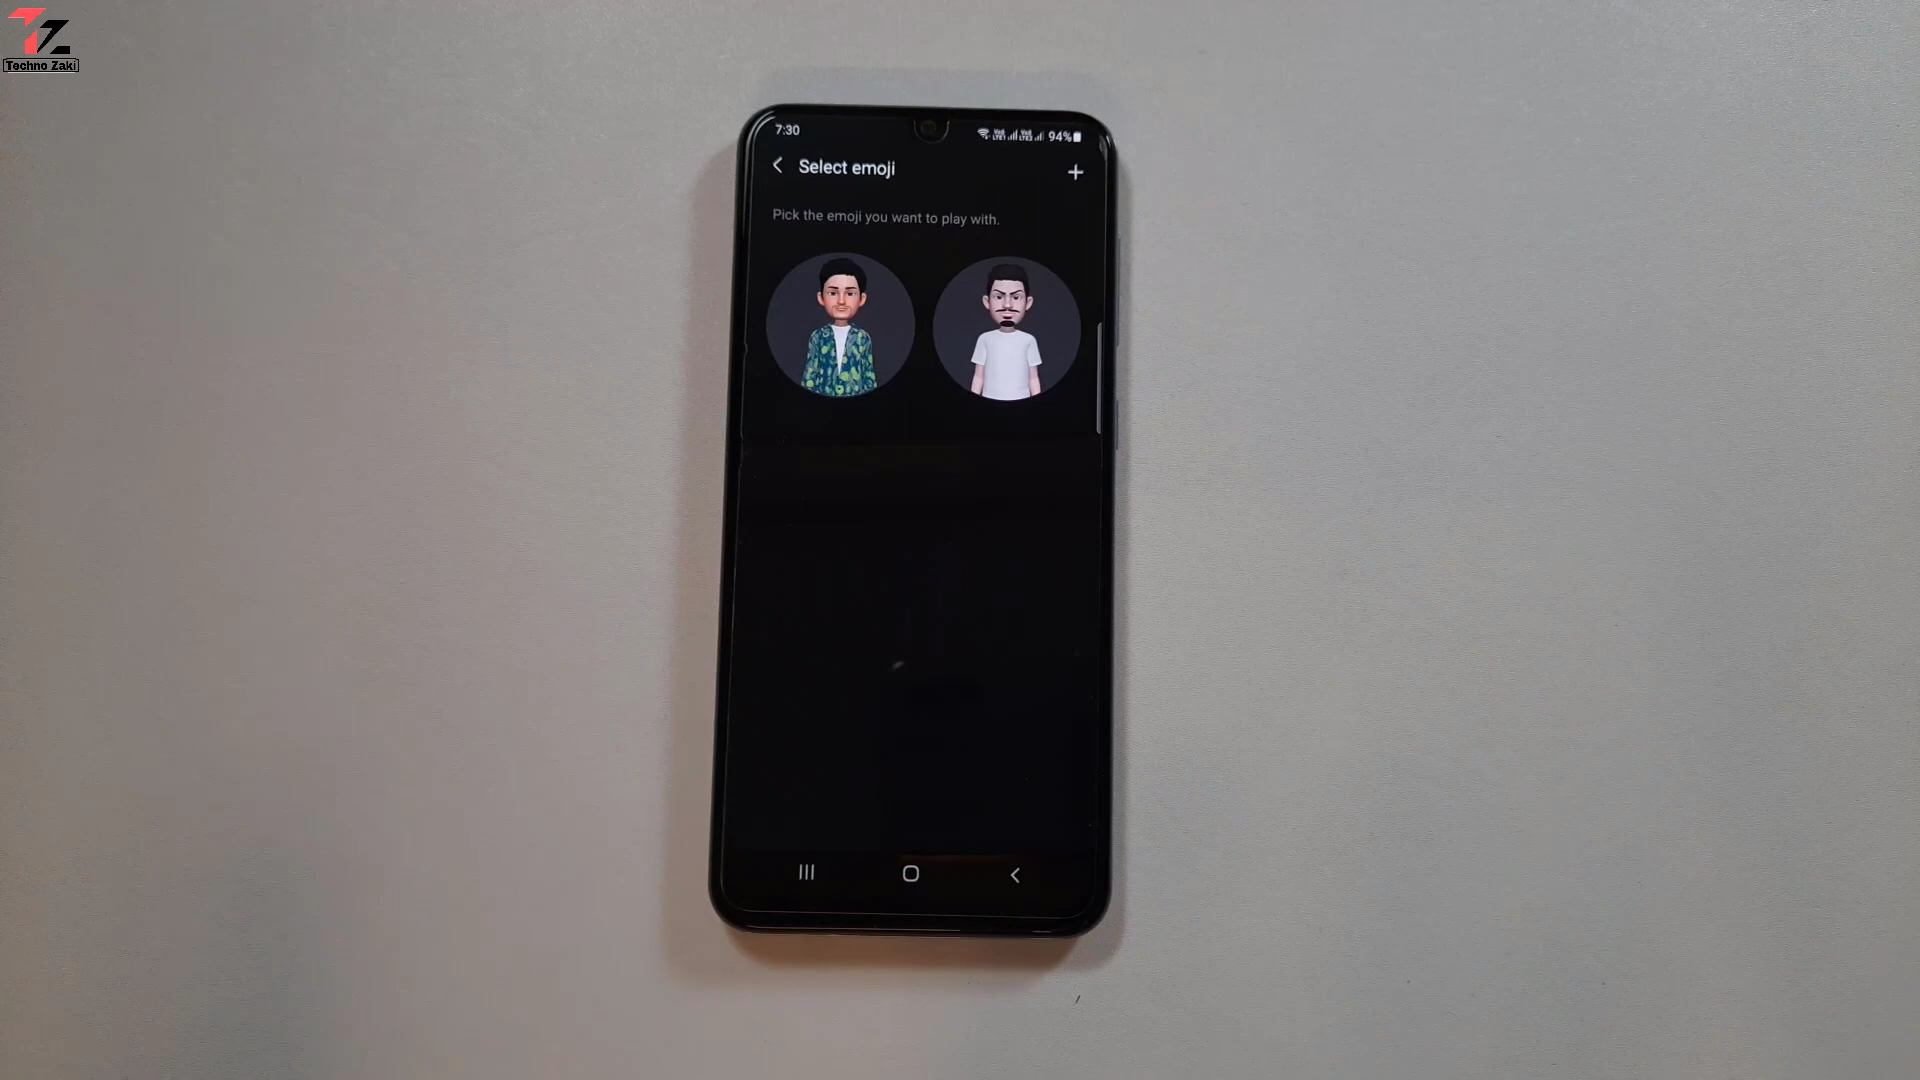 Techno Zaki
7:30
94%
Select emoji
Pick the emoji you want to play with.